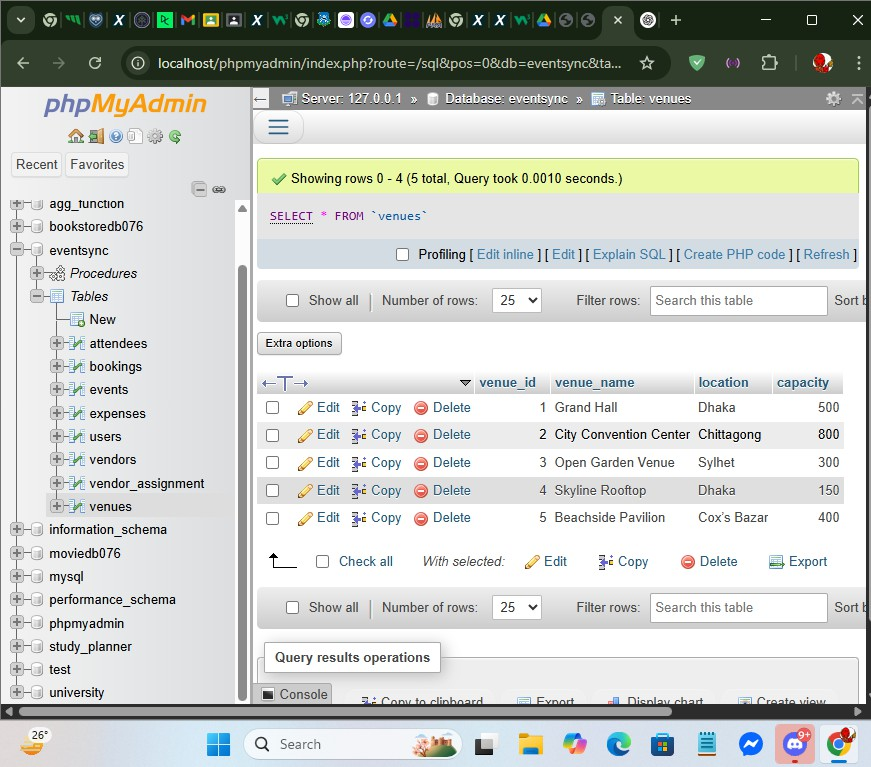 localhost/phpmyadmin/index.php?route=/sql&pos=0&db=eventsync&ta...
phpMyAdmin
Recent
Favorites
agg_function
bookstoredb076
eventsync
Procedures
Tables
New
attendees
bookings
events
expenses
users
vendors
vendor_assignment
venues
information_schema
moviedb076
mysql
performance_schema
phpmyadmin
study_planner
test
university
Server: 127.0.0.1 » Database: eventsync » Table: venues
Showing rows 0 - 4 (5 total, Query took 0.0010 seconds.)
SELECT * FROM `venues`
Profiling [ Edit inline ] [ Edit ] [ Explain SQL ] [ Create PHP code ] [ Refresh ]
Show all | Number of rows: 25 Filter rows: Search this table Sort b
Extra options
venue_id venue_name location capacity
Edit Copy Delete 1 Grand Hall Dhaka 500
Edit Copy Delete 2 City Convention Center Chittagong 800
Edit Copy Delete 3 Open Garden Venue Sylhet 300
Edit Copy Delete 4 Skyline Rooftop Dhaka 150
Edit Copy Delete 5 Beachside Pavilion Cox's Bazar 400
Check all With selected: Edit Copy Delete Export
Show all | Number of rows: 25 Filter rows: Search this table Sort b
Query results operations
Console
Copy to clipboard Export Display chart Create view
26°
Search
9+